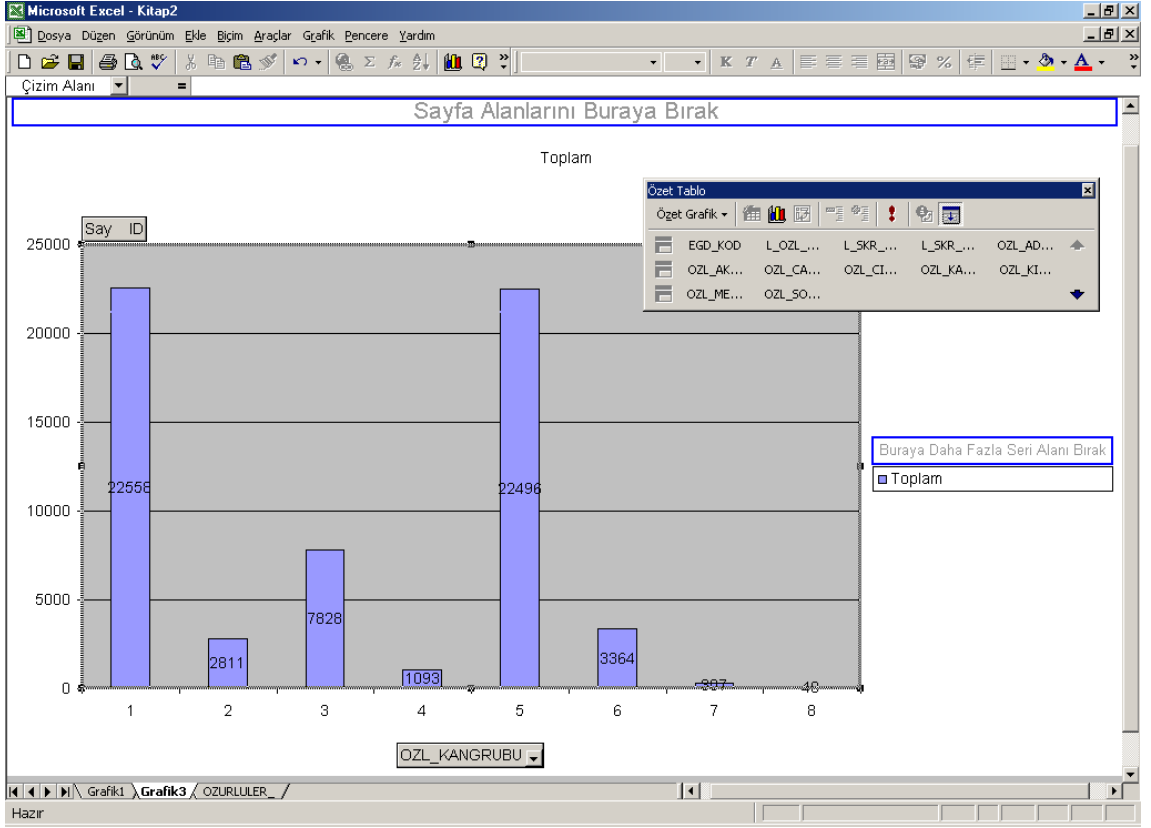 Microsoft Excel - Kitap2
Dosya Düzen Görünüm Ekle Biçim Araçlar Grafik Pencere Yardım
K T A
Çizim Alanı =
Sayfa Alanlarını Buraya Bırak
Toplam
Özet Tablo
Özet Grafik
EGD_KOD L_OZL_... L_SKR_... L_SKR_... OZL_AD...
OZL_AK... OZL_CA... OZL_CI... OZL_KA... OZL_KI...
OZL_ME... OZL_SO...
Say ID
25000
20000
15000
10000
5000
0
22558
2811
7828
1093
22496
3364
1 2 3 4 5 6 7 8
Buraya Daha Fazla Seri Alanı Bırak
Toplam
OZL_KANGRUBU
Grafik1 Grafik3 OZURLULER_
Hazır